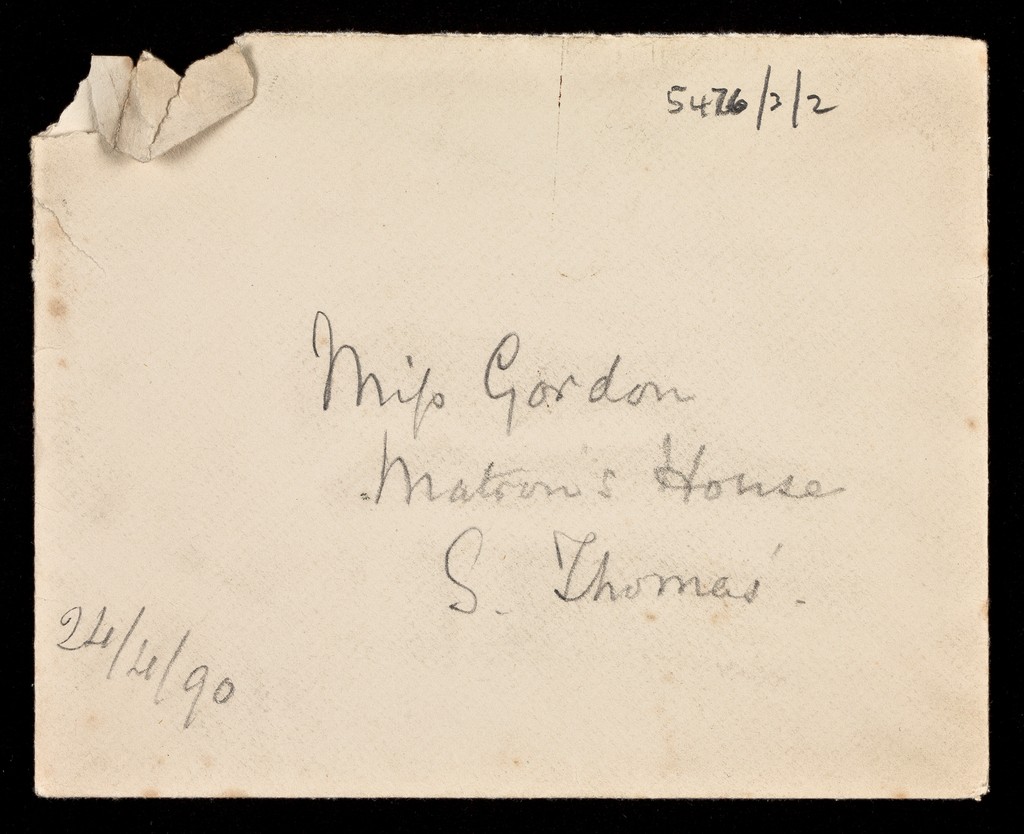 5476/3/2
Miss Gordon
Matron's House
S. Thomas'.
24/4/90